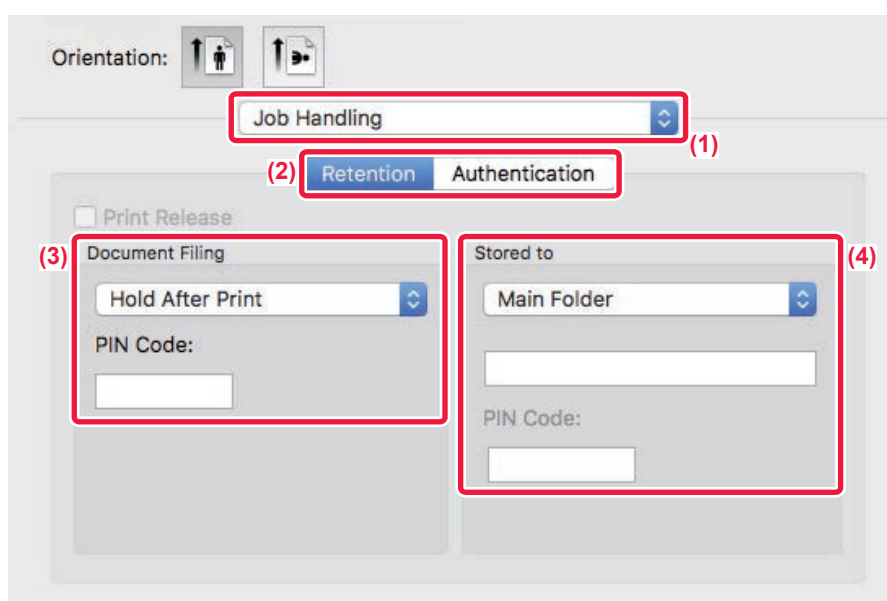 Orientation:
Job Handling
(1)
(2)
Retention
Authentication
Print Release
(3)
Document Filing
Hold After Print
PIN Code:
Stored to
(4)
Main Folder
PIN Code: